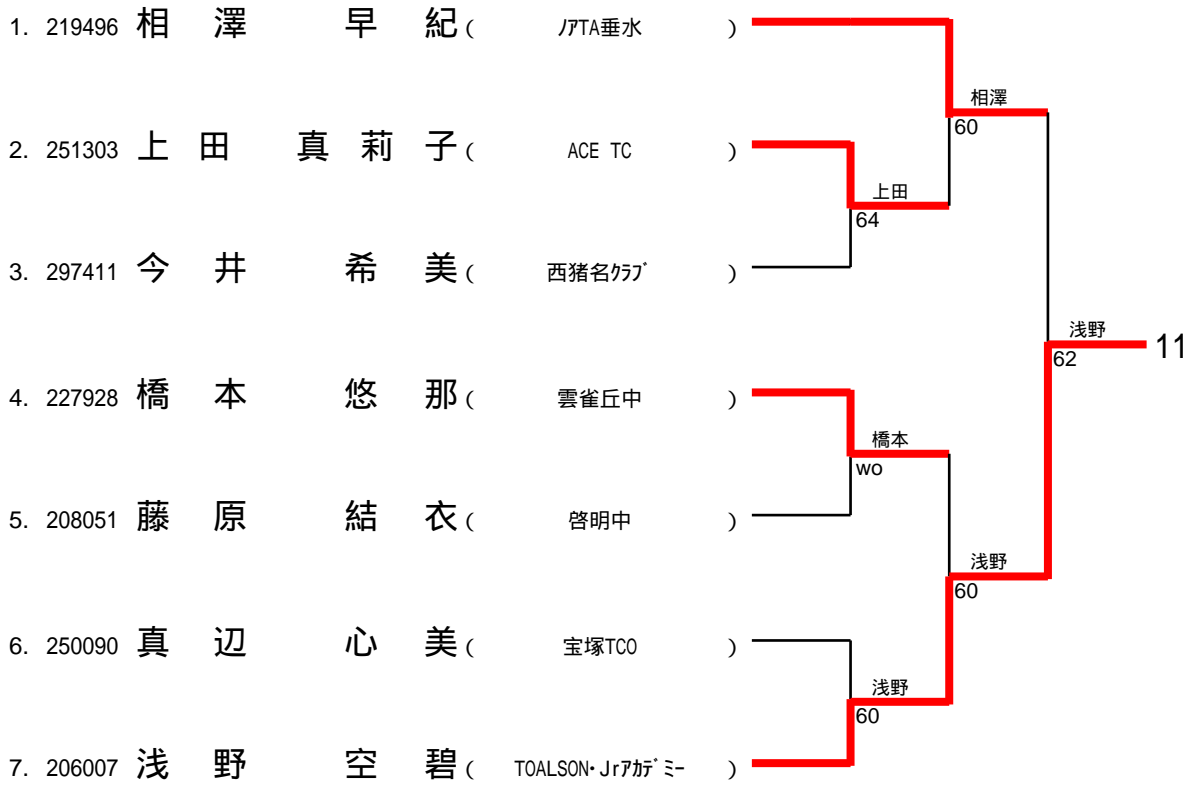 1. 219496 相 澤 早 紀 ( ﾉｱTA垂水 )
相澤
60
2. 251303 上 田 真 莉 子 ( ACE TC )
上田
64
3. 297411 今 井 希 美 ( 西猪名ｸﾗﾌﾞ )
浅野
11
62
4. 227928 橋 本 悠 那 ( 雲雀丘中 )
橋本
wo
5. 208051 藤 原 結 衣 ( 啓明中 )
浅野
60
6. 250090 真 辺 心 美 ( 宝塚TCO )
浅野
60
7. 206007 浅 野 空 碧 ( TOALSON･Jrｱｶﾃﾞﾐｰ )